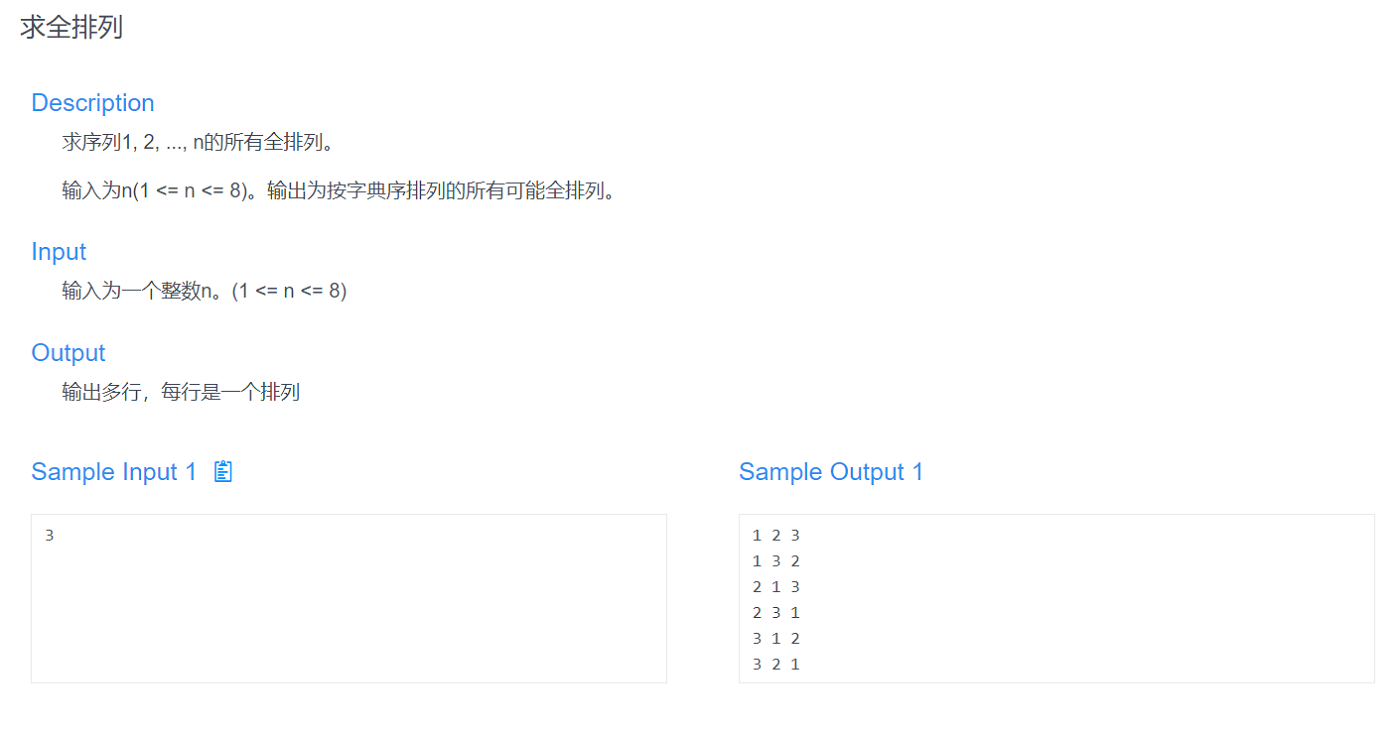 求全排列
Description
求序列1, 2, ..., n的所有全排列。
输入为n(1 <= n <= 8)。输出为按字典序排列的所有可能全排列。
Input
输入为一个整数n。(1 <= n <= 8)
Output
输出多行，每行是一个排列
Sample Input 1
3
Sample Output 1
1 2 3
1 3 2
2 1 3
2 3 1
3 1 2
3 2 1